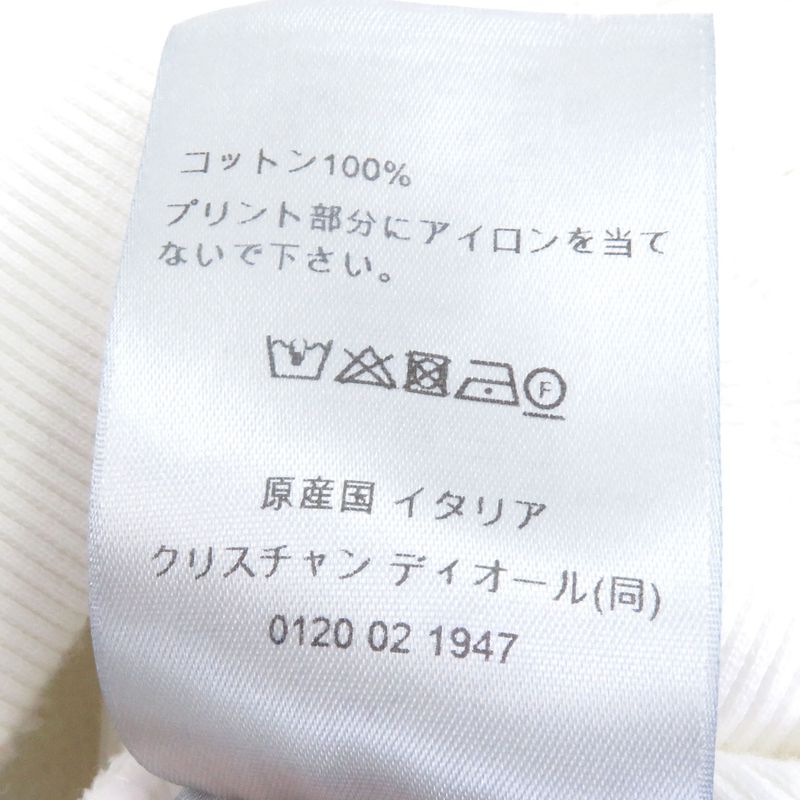 コットン100%
プリント部分にアイロンを当て
ないで下さい。
F
原産国 イタリア
クリスチャン ディオール(同)
0120 02 1947